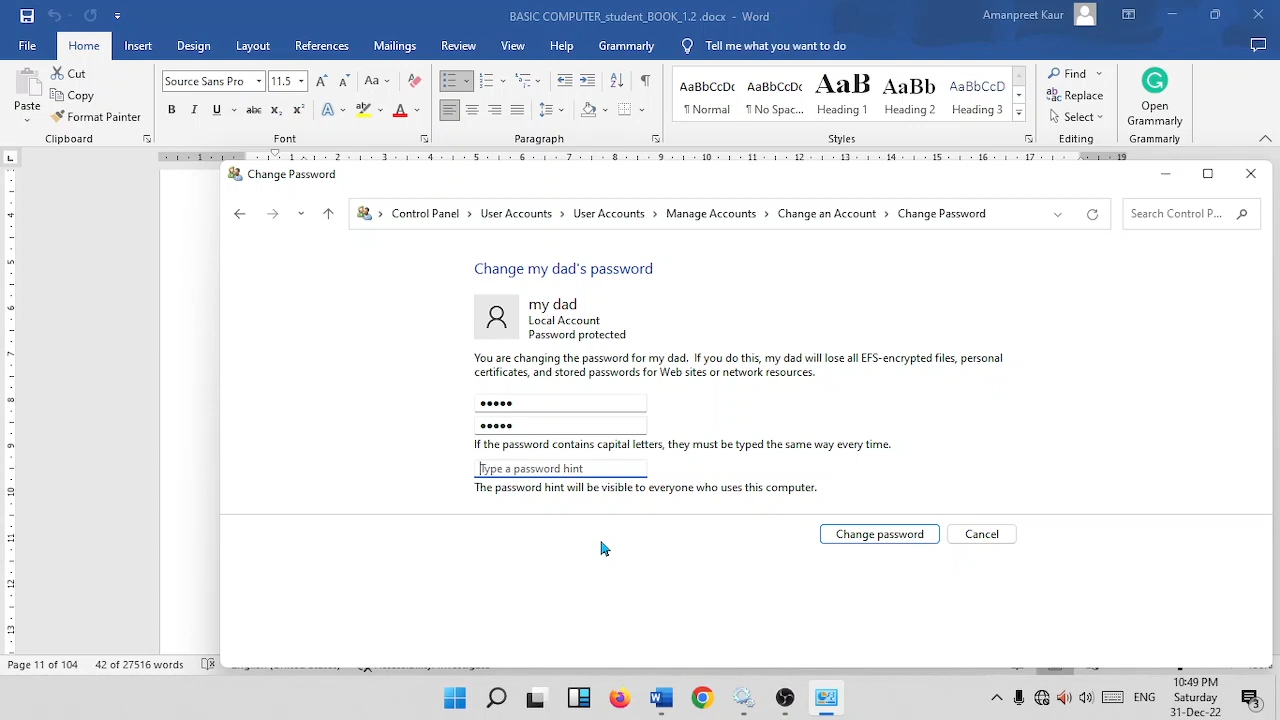 BASIC COMPUTER_student_BOOK_1.2 .docx - Word
Amanpreet Kaur
File Home Insert Design Layout References Mailings Review View Help Grammarly Tell me what you want to do
Paste
Cut
Copy
Format Painter
Clipboard
Source Sans Pro 11.5
Font
Paragraph
AaBbCcDc AaBbCcDc AaB AaBb AaBbCcD
¶ Normal ¶ No Spac... Heading 1 Heading 2 Heading 3
Styles
Find
Replace
Select
Editing
Open
Grammarly
Grammarly
Change Password
Control Panel > User Accounts > User Accounts > Manage Accounts > Change an Account > Change Password
Search Control P...
Change my dad's password
my dad
Local Account
Password protected
You are changing the password for my dad. If you do this, my dad will lose all EFS-encrypted files, personal
certificates, and stored passwords for Web sites or network resources.
•••••
•••••
If the password contains capital letters, they must be typed the same way every time.
Type a password hint
The password hint will be visible to everyone who uses this computer.
Change password Cancel
Page 11 of 104 42 of 27516 words
ENG
10:49 PM
Saturday
31-Dec-22
3